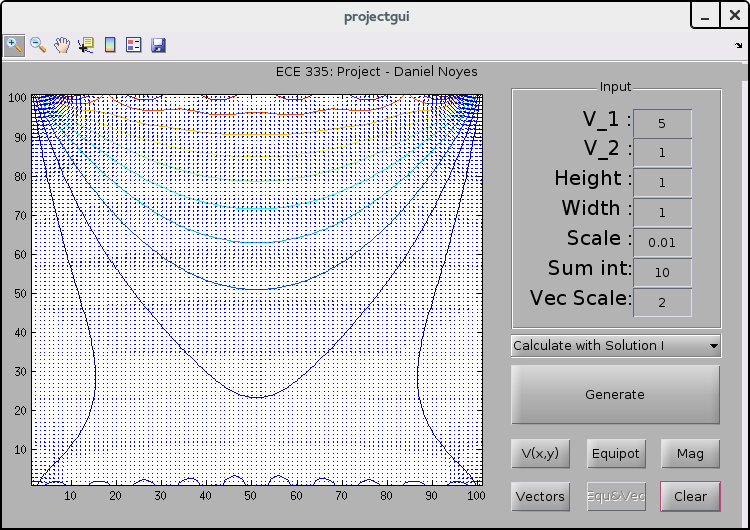 projectgui
ECE 335: Project - Daniel Noyes
100
90
80
70
60
50
40
30
20
10
10 20 30 40 50 60 70 80 90 100
Input
V_1 : 5
V_2 : 1
Height : 1
Width : 1
Scale : 0.01
Sum int: 10
Vec Scale: 2
Calculate with Solution I
Generate
V(x,y) Equipot Mag
Vectors Equ&Vec Clear